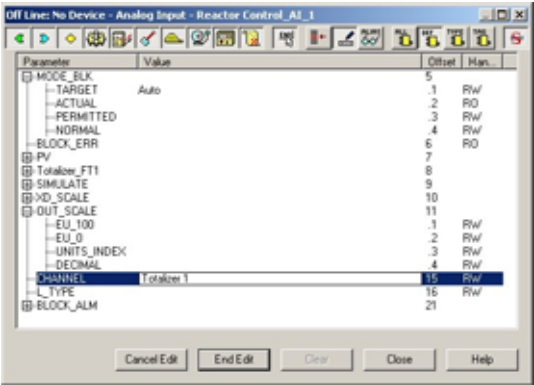 Off Line: No Device - Analog Input - Reactor Control_AI_1
Parameter Value Offset Han...
MODE_BLK 5
TARGET Auto .1 RW
ACTUAL .2 RO
PERMITTED .3 RW
NORMAL .4 RW
BLOCK_ERR 6 RO
PV 7
Totalizer_FT1 8
SIMULATE 9
XD_SCALE 10
OUT_SCALE 11
EU_100 .1 RW
EU_0 .2 RW
UNITS_INDEX .3 RW
DECIMAL .4 RW
CHANNEL Totalizer 1 15 RW
L_TYPE 16 RW
BLOCK_ALM 21
Cancel Edit End Edit Clear Close Help